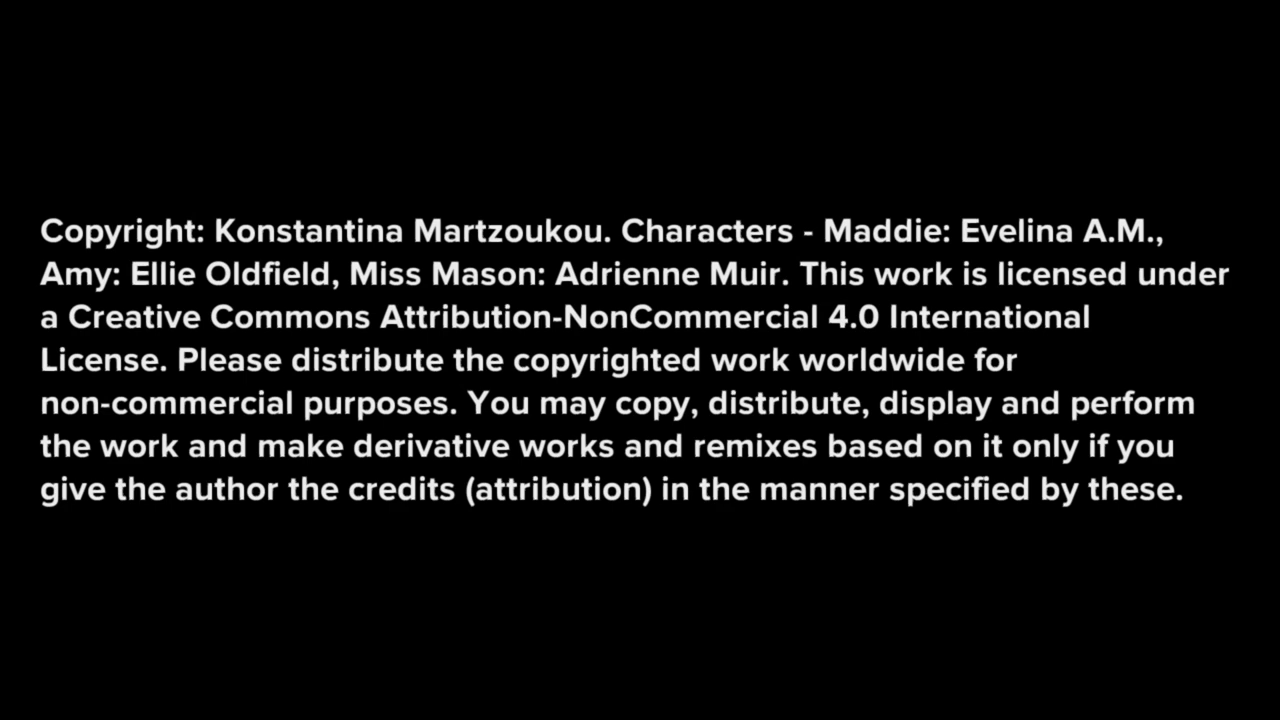 Copyright: Konstantina Martzoukou. Characters - Maddie: Evelina A.M.,
Amy: Ellie Oldfield, Miss Mason: Adrienne Muir. This work is licensed under
a Creative Commons Attribution-NonCommercial 4.0 International
License. Please distribute the copyrighted work worldwide for
non-commercial purposes. You may copy, distribute, display and perform
the work and make derivative works and remixes based on it only if you
give the author the credits (attribution) in the manner specified by these.